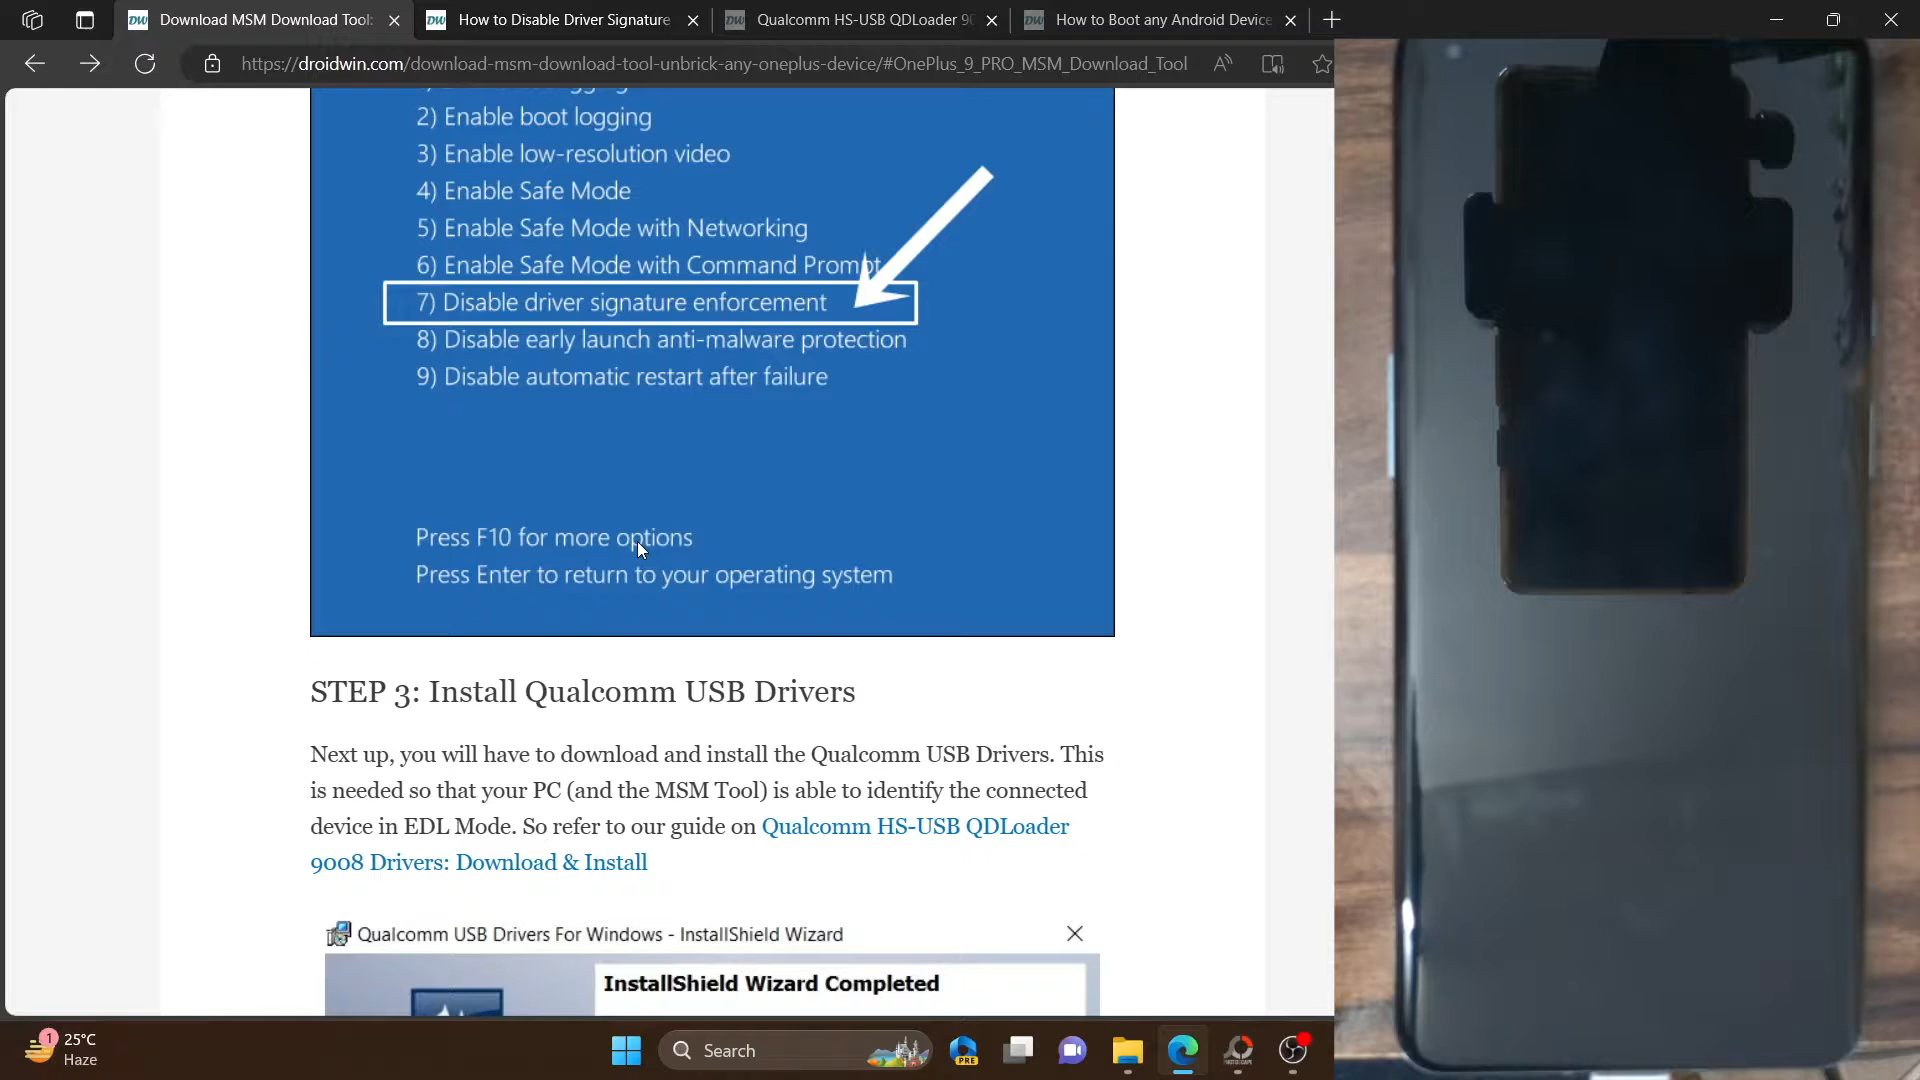 Download MSM Download Tool:
How to Disable Driver Signature
Qualcomm HS-USB QDLoader 9
How to Boot any Android Device
https://droidwin.com/download-msm-download-tool-unbrick-any-oneplus-device/#OnePlus_9_PRO_MSM_Download_Tool
2) Enable boot logging
3) Enable low-resolution video
4) Enable Safe Mode
5) Enable Safe Mode with Networking
6) Enable Safe Mode with Command Prompt
7) Disable driver signature enforcement
8) Disable early launch anti-malware protection
9) Disable automatic restart after failure
Press F10 for more options
Press Enter to return to your operating system
STEP 3: Install Qualcomm USB Drivers
Next up, you will have to download and install the Qualcomm USB Drivers. This
is needed so that your PC (and the MSM Tool) is able to identify the connected
device in EDL Mode. So refer to our guide on Qualcomm HS-USB QDLoader
9008 Drivers: Download & Install
Qualcomm USB Drivers For Windows - InstallShield Wizard
InstallShield Wizard Completed
1
25°C
Haze
Search
PRE